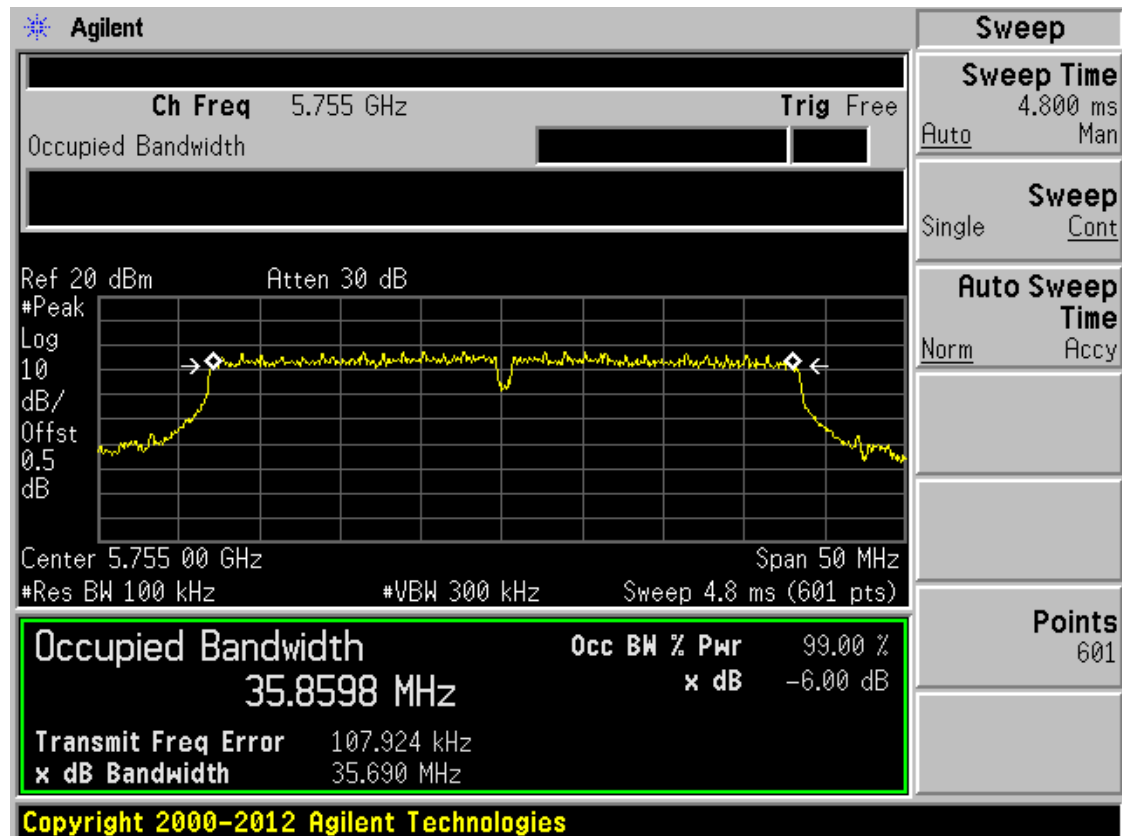 Agilent
Ch Freq 5.755 GHz Trig Free
Occupied Bandwidth
Ref 20 dBm Atten 30 dB
#Peak
Log
10
dB/
Offst
0.5
dB
Center 5.755 00 GHz Span 50 MHz
#Res BW 100 kHz #VBW 300 kHz Sweep 4.8 ms (601 pts)
Occupied Bandwidth
35.8598 MHz
Occ BW % Pwr 99.00 %
x dB -6.00 dB
Transmit Freq Error 107.924 kHz
x dB Bandwidth 35.690 MHz
Copyright 2000-2012 Agilent Technologies
Sweep
Sweep Time
4.800 ms
Auto Man
Sweep
Single Cont
Auto Sweep
Time
Norm Accy
Points
601